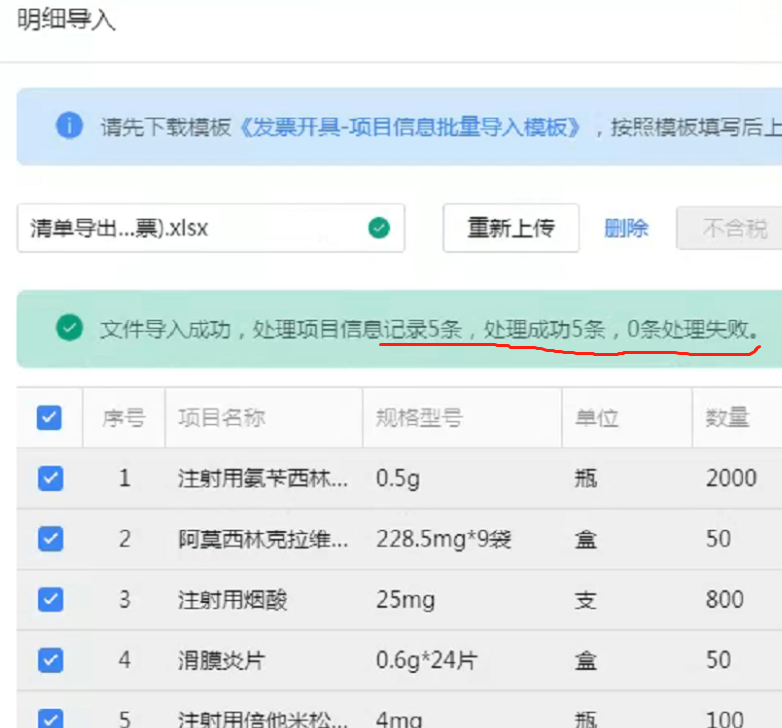 明细导入
请先下载模板《发票开具-项目信息批量导入模板》，按照模板填写后上
清单导出...票).xlsx 重新上传 删除 不含税
文件导入成功，处理项目信息记录5条，处理成功5条，0条处理失败。
序号 项目名称 规格型号 单位 数量
1 注射用氨苄西林... 0.5g 瓶 2000
2 阿莫西林克拉维... 228.5mg*9袋 盒 50
3 注射用烟酸 25mg 支 800
4 滑膜炎片 0.6g*24片 盒 50
5 注射用倍他米松... 4mg 瓶 100